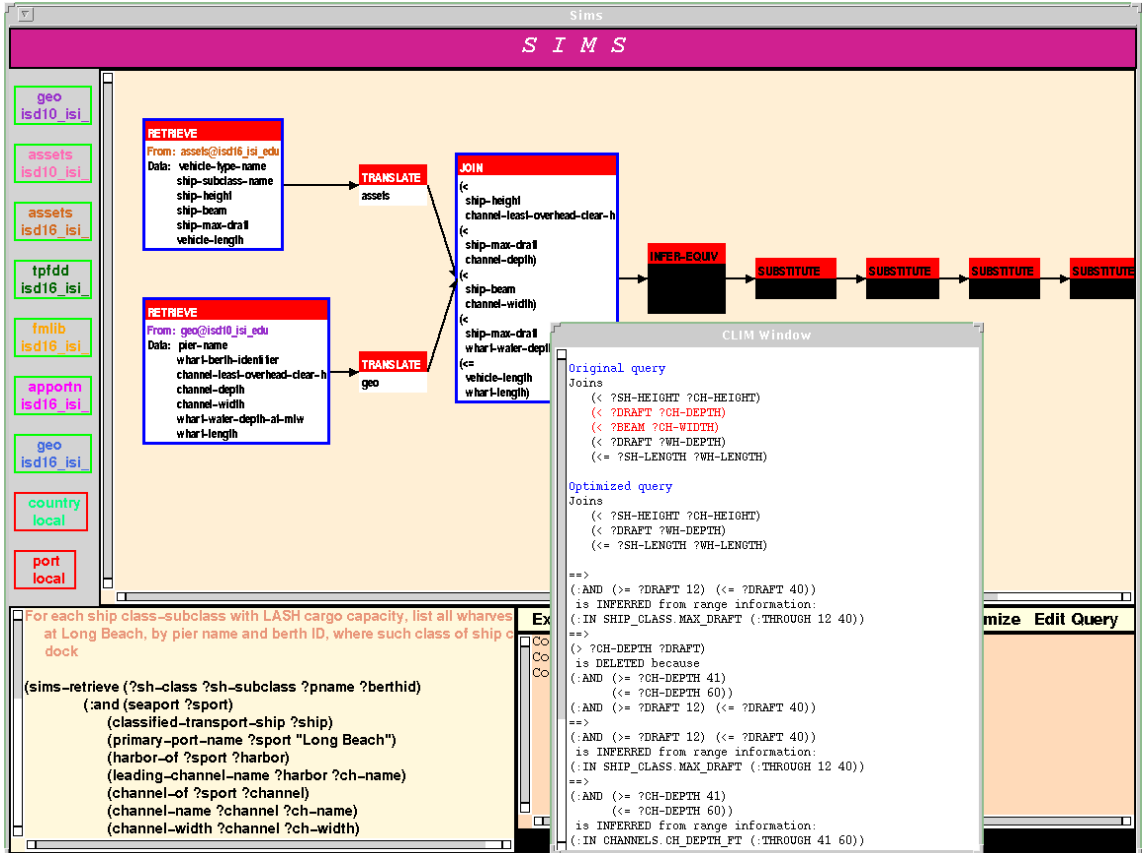 Sims
S I M S
geo
isd10_isi_
assets
isd10_isi_
assets
isd16_isi_
tpfdd
isd16_isi_
fmlib
isd16_isi_
apportn
isd16_isi_
geo
isd16_isi_
country
local
port
local
RETRIEVE
From: assets@isd16_isi_edu
Data: vehicle-type-name
ship-subclass-name
ship-height
ship-beam
ship-max-draft
vehicle-length
RETRIEVE
From: geo@isd10_isi_edu
Data: pier-name
wharf-berth-identifier
channel-least-overhead-clear-h
channel-depth
channel-width
wharf-water-depth-at-mlw
wharf-length
TRANSLATE
assets
TRANSLATE
geo
JOIN
(<
ship-height
channel-least-overhead-clear-h
(<
ship-max-draft
channel-depth)
(<
ship-beam
channel-width)
(<
ship-max-draft
wharf-water-depth
(<=
vehicle-length
wharf-length)
INFER-EQUIV
SUBSTITUTE
SUBSTITUTE
SUBSTITUTE
SUBSTITUTE
CLIM Window
Original query
Joins
(< ?SH-HEIGHT ?CH-HEIGHT)
(< ?DRAFT ?CH-DEPTH)
(< ?BEAM ?CH-WIDTH)
(< ?DRAFT ?WH-DEPTH)
(<= ?SH-LENGTH ?WH-LENGTH)
Optimized query
Joins
(< ?SH-HEIGHT ?CH-HEIGHT)
(< ?DRAFT ?WH-DEPTH)
(<= ?SH-LENGTH ?WH-LENGTH)
==>
(:AND (>= ?DRAFT 12) (<= ?DRAFT 40))
is INFERRED from range information:
(:IN SHIP_CLASS.MAX_DRAFT (:THROUGH 12 40))
==>
(> ?CH-DEPTH ?DRAFT)
is DELETED because
(:AND (>= ?CH-DEPTH 41)
(<= ?CH-DEPTH 60))
(:AND (>= ?DRAFT 12) (<= ?DRAFT 40))
==>
(:AND (>= ?DRAFT 12) (<= ?DRAFT 40))
is INFERRED from range information:
(:IN SHIP_CLASS.MAX_DRAFT (:THROUGH 12 40))
==>
(:AND (>= ?CH-DEPTH 41)
(<= ?CH-DEPTH 60))
is INFERRED from range information:
(:IN CHANNELS.CH_DEPTH_FT (:THROUGH 41 60))
For each ship class-subclass with LASH cargo capacity, list all wharves
at Long Beach, by pier name and berth ID, where such class of ship c
dock
(sims-retrieve (?sh-class ?sh-subclass ?pname ?berthid)
(:and (seaport ?sport)
(classified-transport-ship ?ship)
(primary-port-name ?sport "Long Beach")
(harbor-of ?sport ?harbor)
(leading-channel-name ?harbor ?ch-name)
(channel-of ?sport ?channel)
(channel-name ?channel ?ch-name)
(channel-width ?channel ?ch-width)
Ex
mize Edit Query
Co
Co
Co